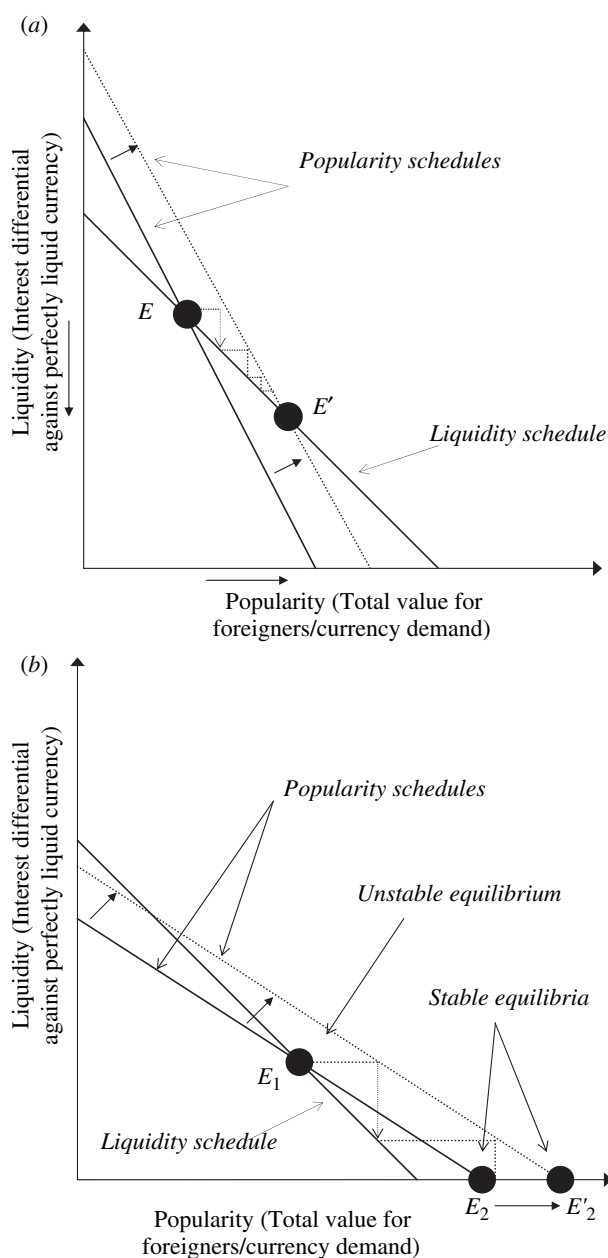 (a)
Popularity schedules
Liquidity (Interest differential
against perfectly liquid currency)
E
E′
Liquidity schedule
Popularity (Total value for
foreigners/currency demand)
(b)
Popularity schedules
Liquidity (Interest differential
against perfectly liquid currency)
Unstable equilibrium
Stable equilibria
E1
Liquidity schedule
E2
E′2
Popularity (Total value for
foreigners/currency demand)